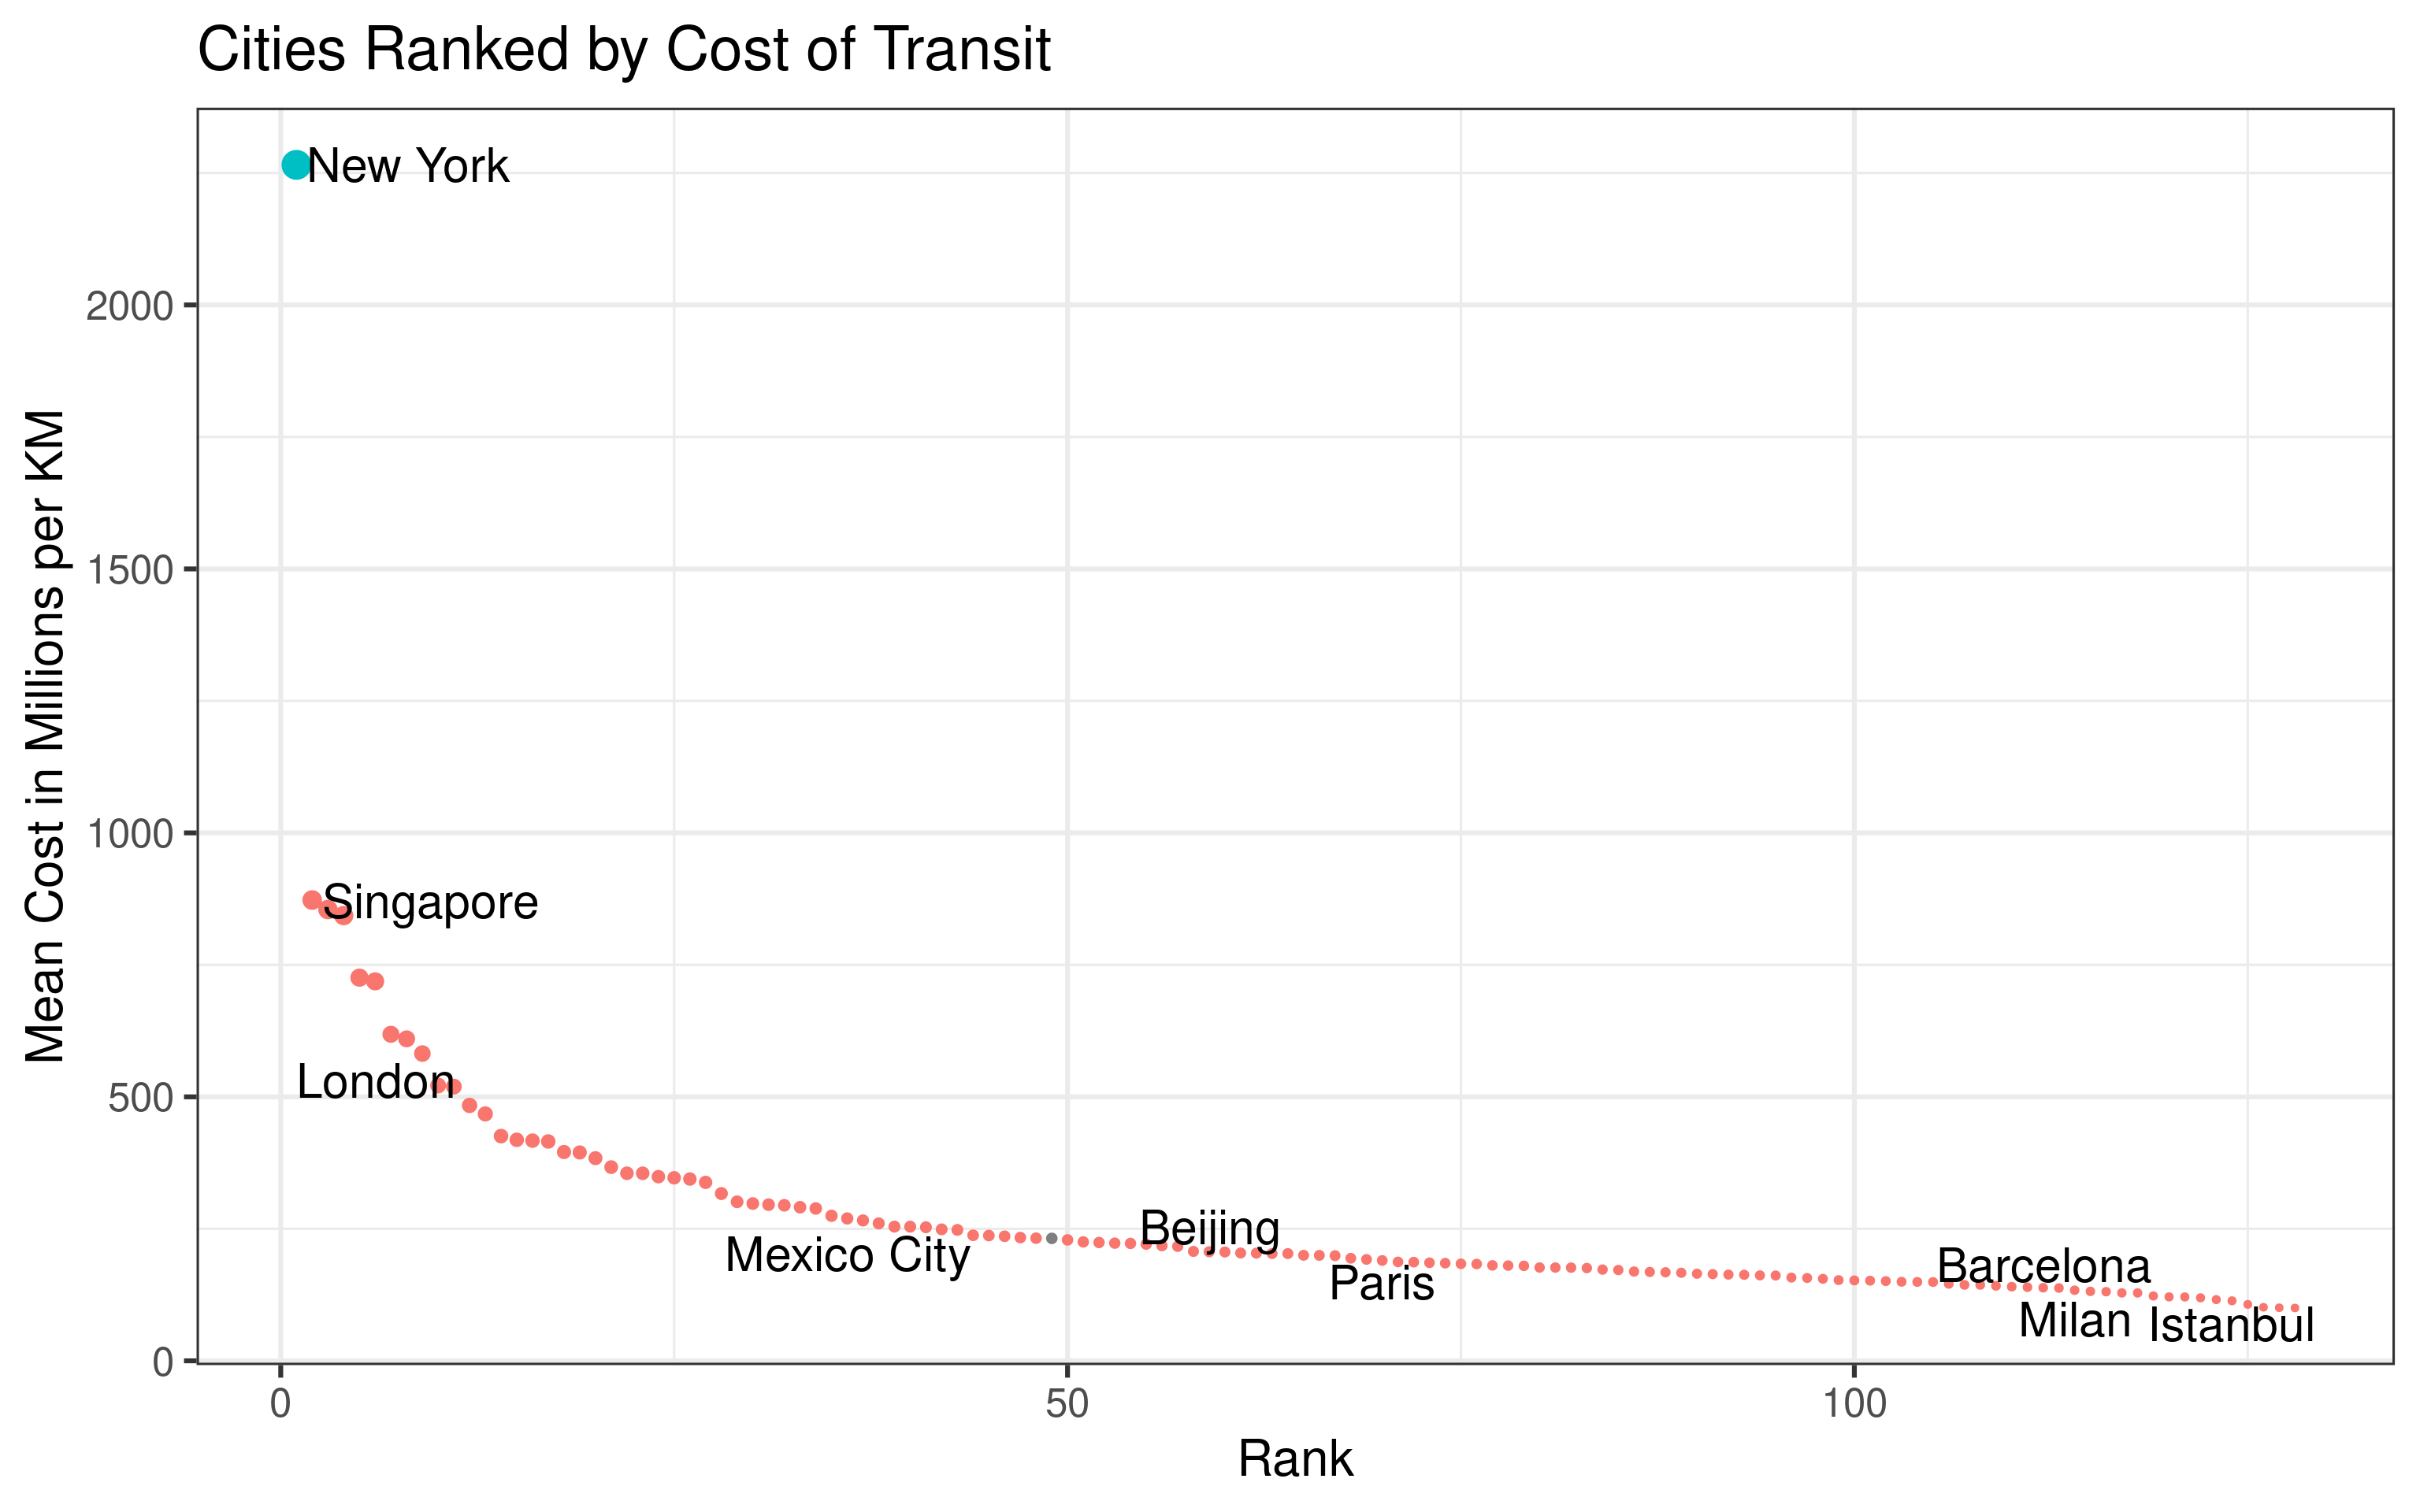 Cities Ranked by Cost of Transit
Mean Cost in Millions per KM
2000
1500
1000
500
0
New York
Singapore
London
Mexico City
Beijing
Paris
Barcelona
Milan
Istanbul
0
50
100
Rank